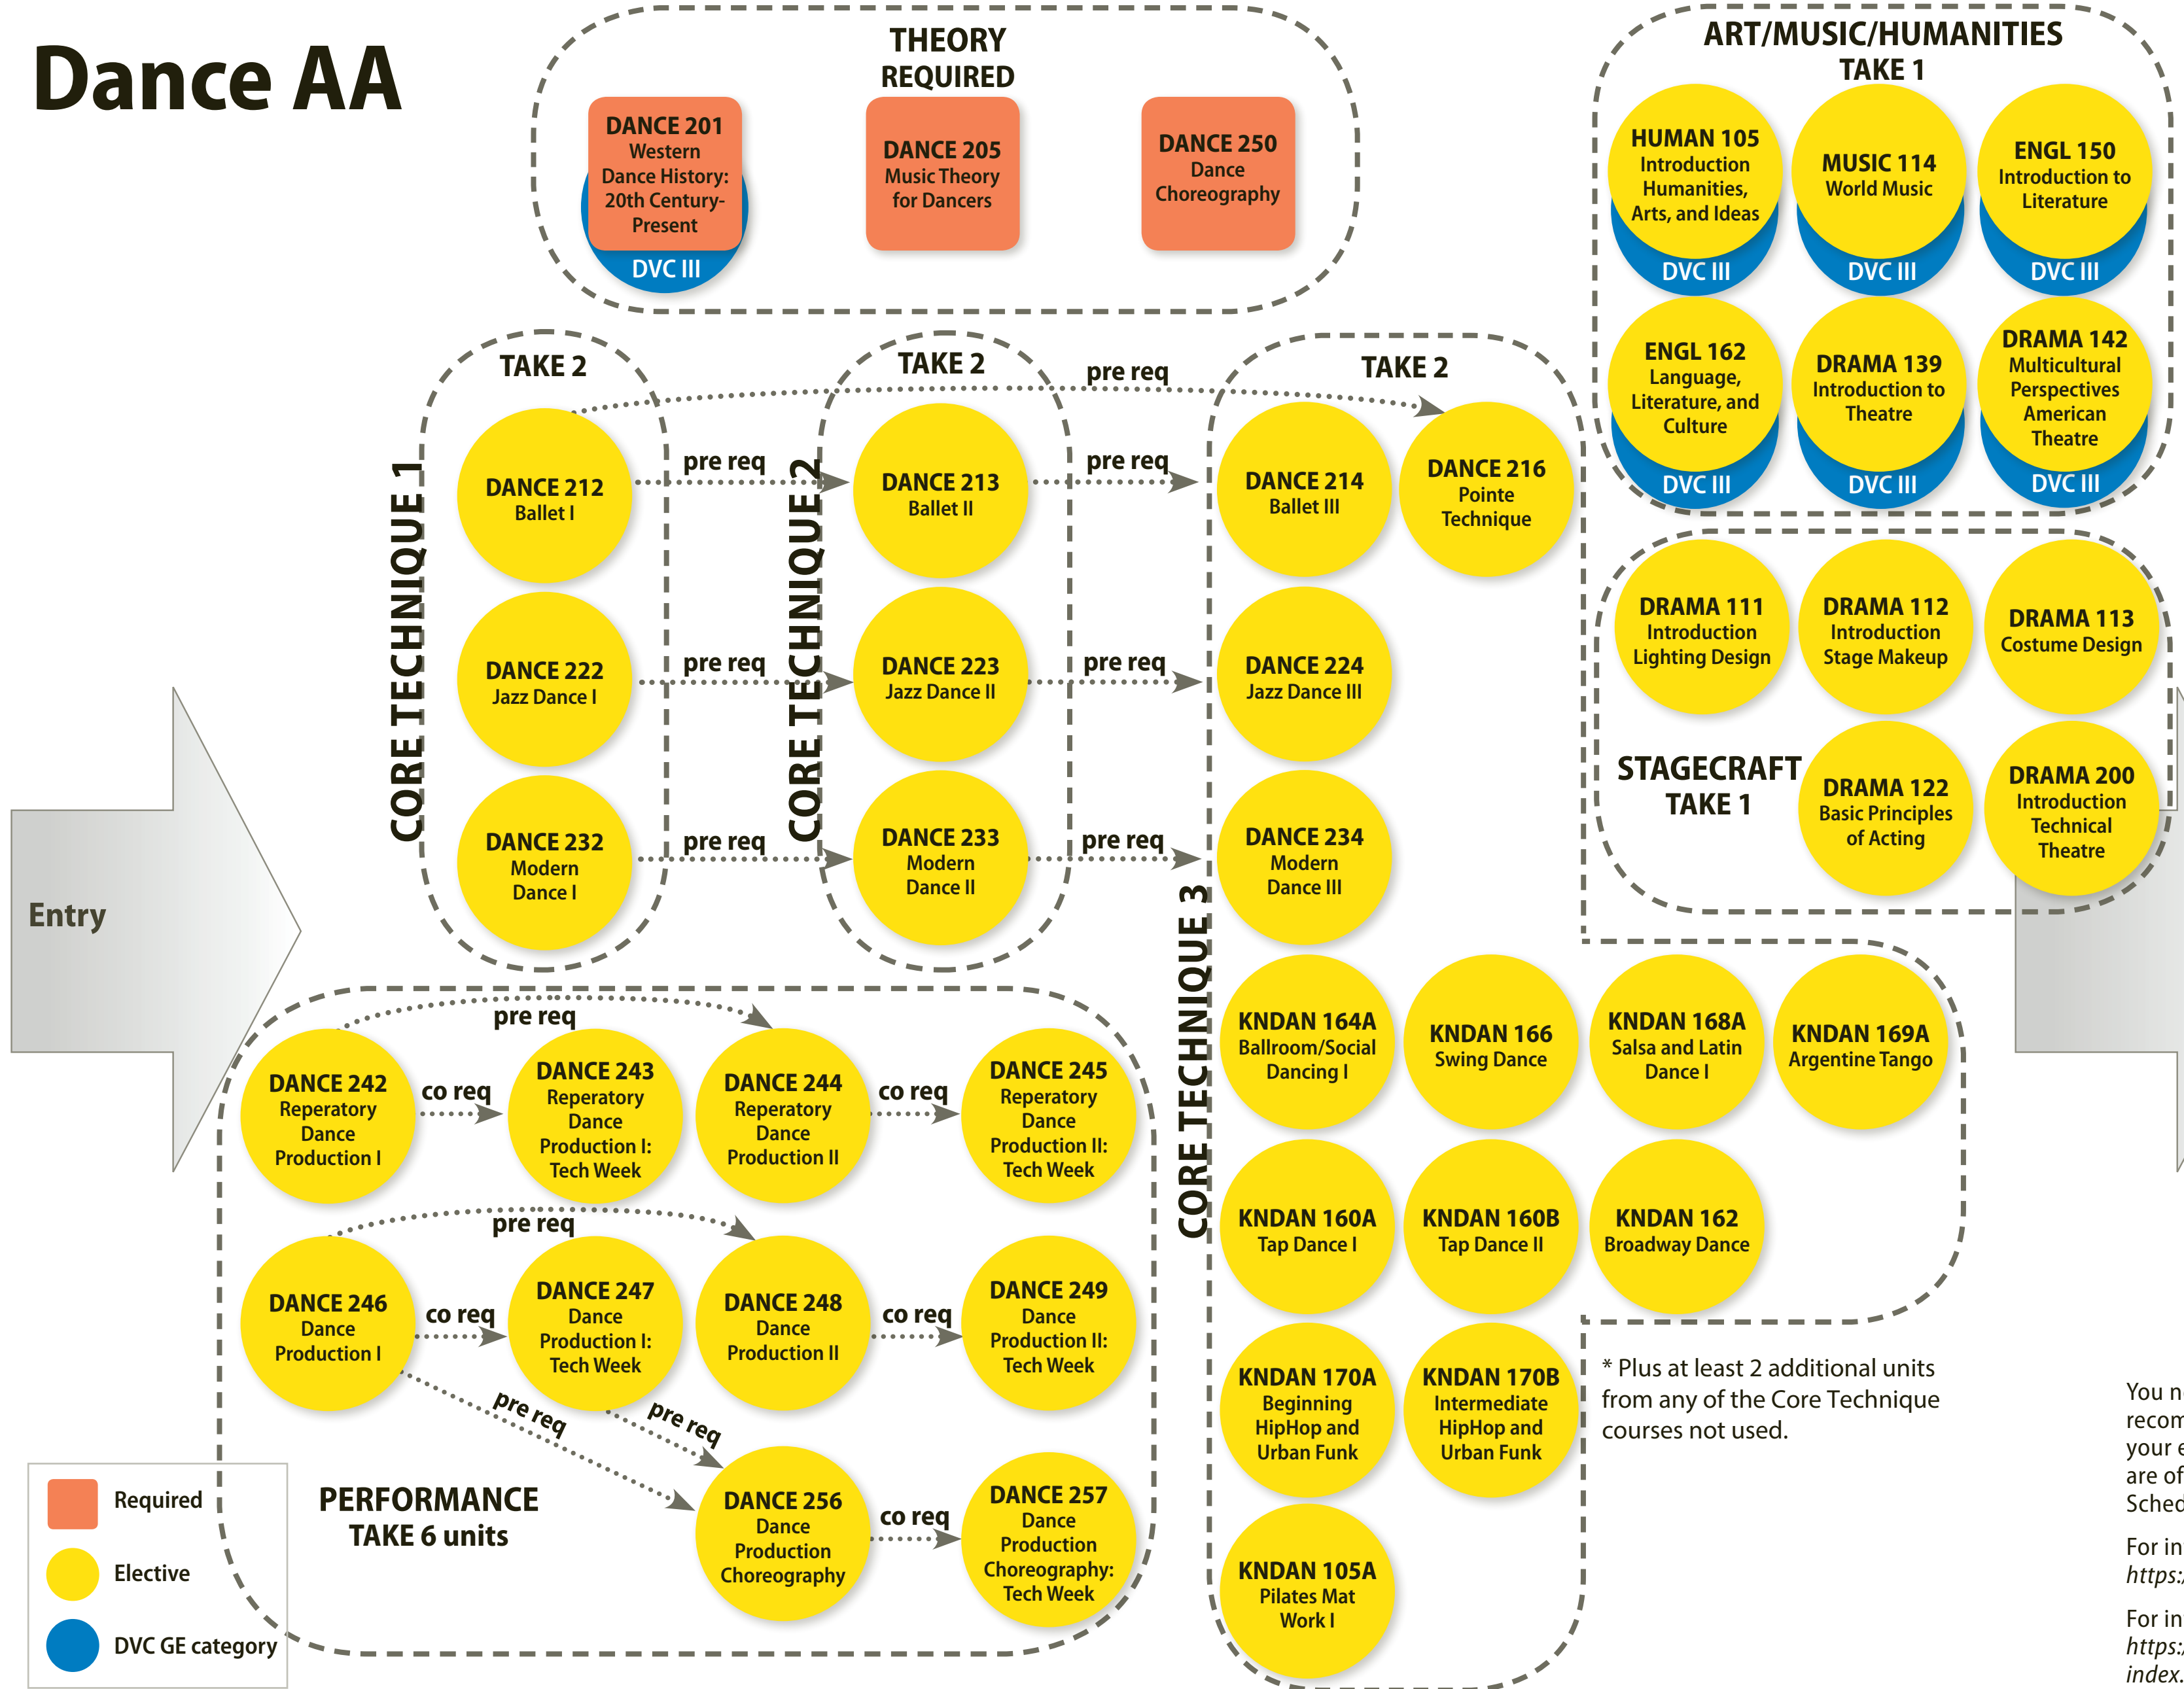 Dance AA
THEORY
REQUIRED
DANCE 201
Western
Dance History:
20th Century-
Present
DVC III
DANCE 205
Music Theory
for Dancers
DANCE 250
Dance
Choreography
ART/MUSIC/HUMANITIES
TAKE 1
HUMAN 105
Introduction
Humanities,
Arts, and Ideas
DVC III
MUSIC 114
World Music
DVC III
ENGL 150
Introduction to
Literature
DVC III
ENGL 162
Language,
Literature, and
Culture
DVC III
DRAMA 139
Introduction to
Theatre
DVC III
DRAMA 142
Multicultural
Perspectives
American
Theatre
DVC III
CORE TECHNIQUE 1
TAKE 2
DANCE 212
Ballet I
DANCE 222
Jazz Dance I
DANCE 232
Modern
Dance I
pre req
pre req
pre req
pre req
CORE TECHNIQUE 2
TAKE 2
DANCE 213
Ballet II
DANCE 223
Jazz Dance II
DANCE 233
Modern
Dance II
pre req
pre req
pre req
CORE TECHNIQUE 3
TAKE 2
DANCE 214
Ballet III
DANCE 216
Pointe
Technique
DANCE 224
Jazz Dance III
DANCE 234
Modern
Dance III
KNDAN 164A
Ballroom/Social
Dancing I
KNDAN 166
Swing Dance
KNDAN 168A
Salsa and Latin
Dance I
KNDAN 169A
Argentine Tango
KNDAN 160A
Tap Dance I
KNDAN 160B
Tap Dance II
KNDAN 162
Broadway Dance
KNDAN 170A
Beginning
HipHop and
Urban Funk
KNDAN 170B
Intermediate
HipHop and
Urban Funk
KNDAN 105A
Pilates Mat
Work I
* Plus at least 2 additional units
from any of the Core Technique
courses not used.
DRAMA 111
Introduction
Lighting Design
DRAMA 112
Introduction
Stage Makeup
DRAMA 113
Costume Design
STAGECRAFT
TAKE 1
DRAMA 122
Basic Principles
of Acting
DRAMA 200
Introduction
Technical
Theatre
Entry
pre req
DANCE 242
Reperatory
Dance
Production I
co req
DANCE 243
Reperatory
Dance
Production I:
Tech Week
DANCE 244
Reperatory
Dance
Production II
co req
DANCE 245
Reperatory
Dance
Production II:
Tech Week
pre req
DANCE 246
Dance
Production I
co req
DANCE 247
Dance
Production I:
Tech Week
DANCE 248
Dance
Production II
co req
DANCE 249
Dance
Production II:
Tech Week
pre req
pre req
PERFORMANCE
TAKE 6 units
DANCE 256
Dance
Production
Choreography
co req
DANCE 257
Dance
Production
Choreography:
Tech Week
Required
Elective
DVC GE category
You
your
are of
For
https:/
For
https:/
index.